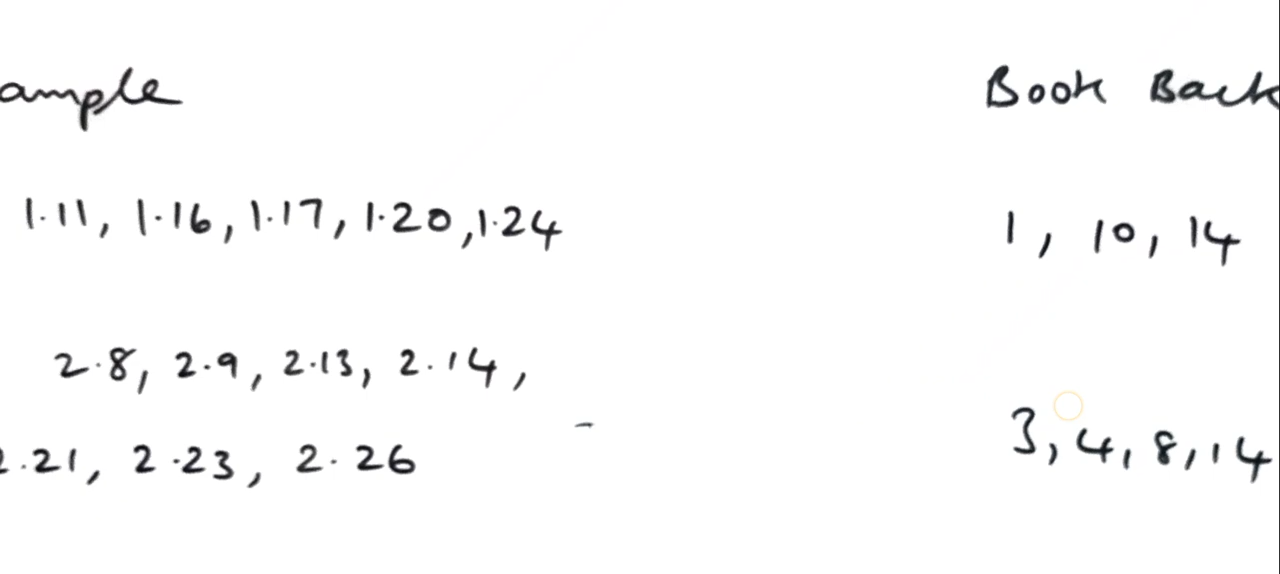 ample Book Back
1.11, 1.16, 1.17, 1.20, 1.24 1, 10, 14
2.8, 2.9, 2.13, 2.14,
3, 4, 8, 14
2.21, 2.23, 2.26